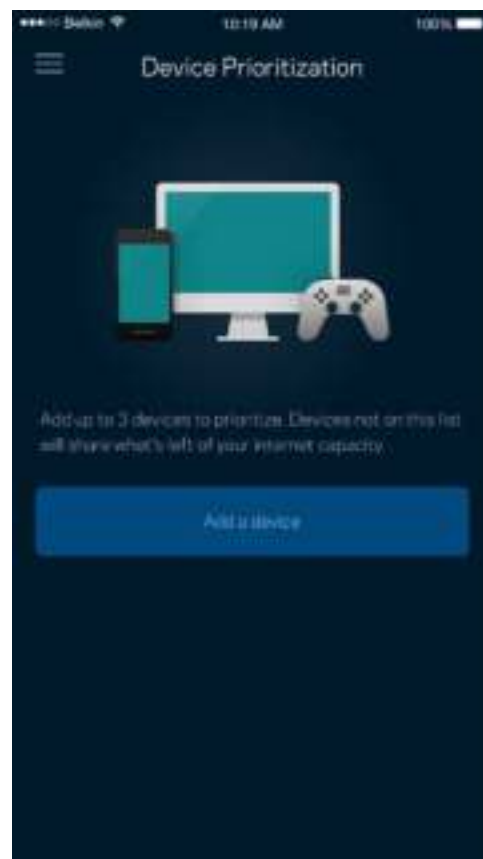 Belkin 10:19 AM 100%
Device Prioritization
Add up to 3 devices to prioritize. Devices not on this list
will share what's left of your internet capacity.
Add a device